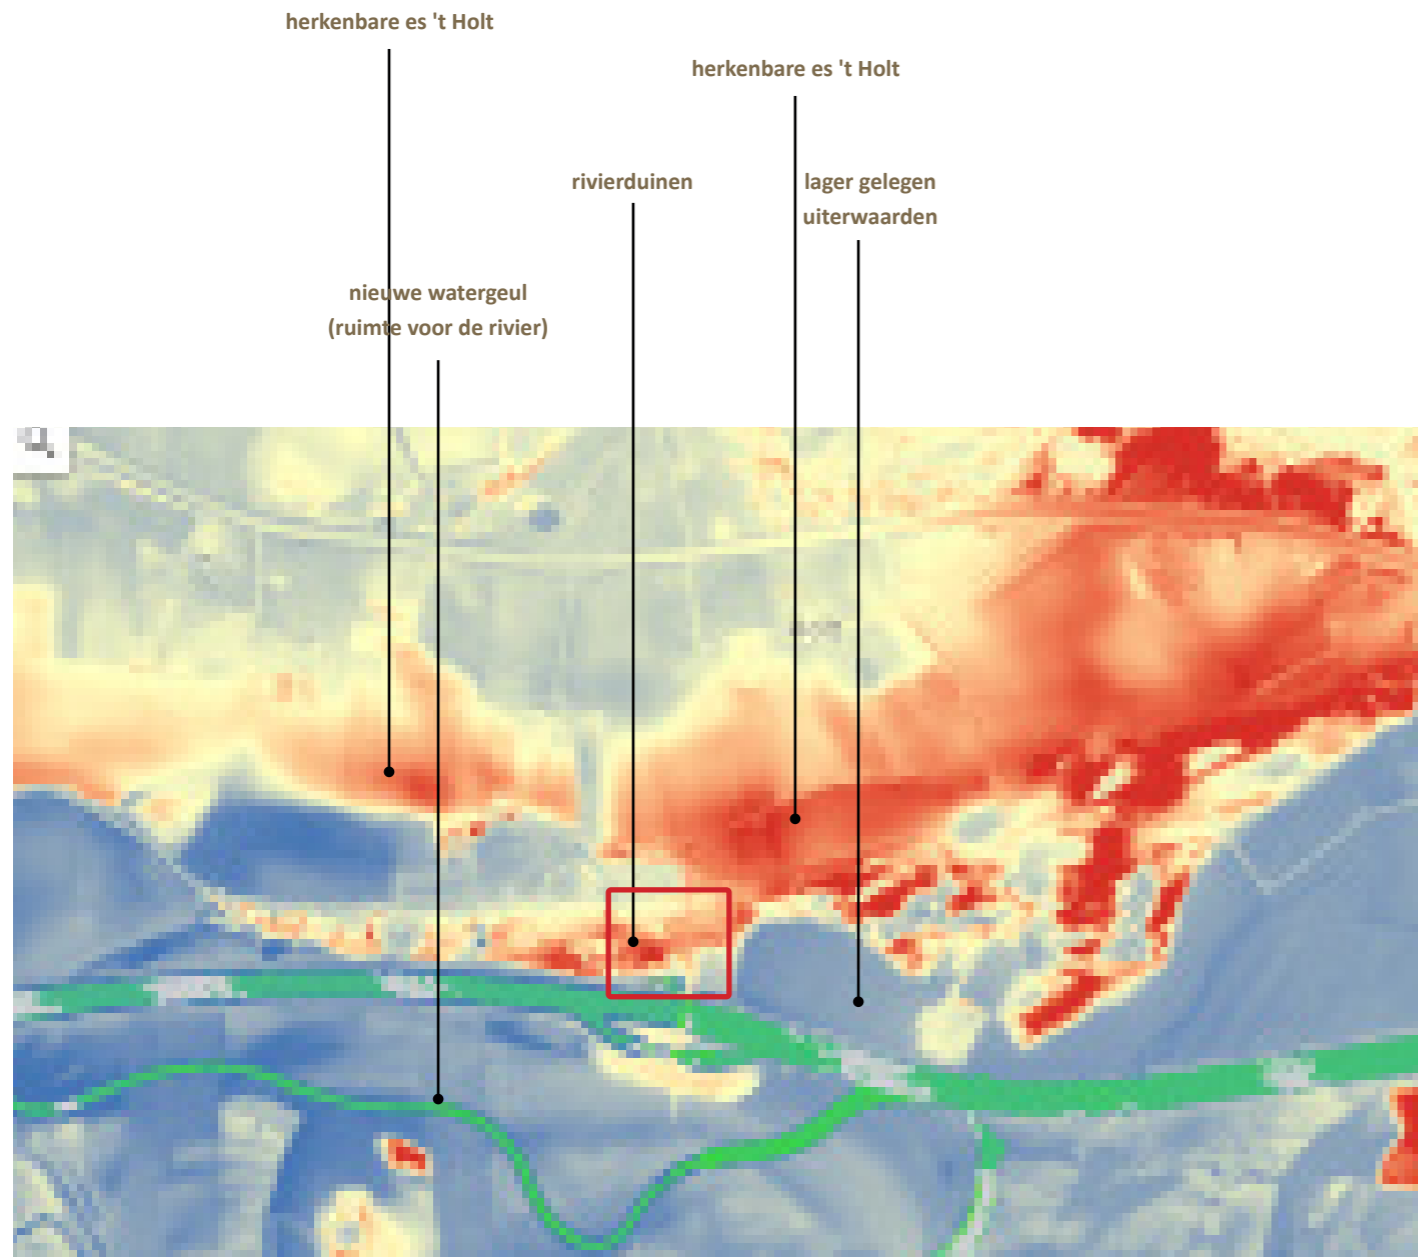 herkenbare es 't Holt
herkenbare es 't Holt
rivierduinen
lager gelegen
uiterwaarden
nieuwe watergeul
(ruimte voor de rivier)